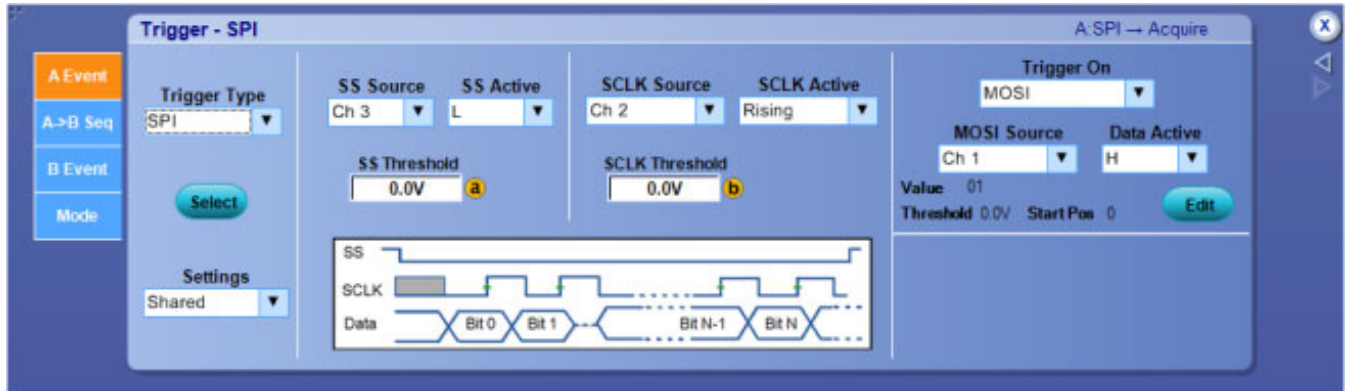 Trigger - SPI
A:SPI → Acquire
A Event
A->B Seq
B Event
Mode
Trigger Type
SPI
Select
Settings
Shared
SS Source SS Active
Ch 3 L
SS Threshold
0.0V a
SCLK Source SCLK Active
Ch 2 Rising
SCLK Threshold
0.0V b
SS
SCLK
Data Bit 0 Bit 1 Bit N-1 Bit N
Trigger On
MOSI
MOSI Source Data Active
Ch 1 H
Value 01
Threshold 0.0V Start Pos 0
Edit
X